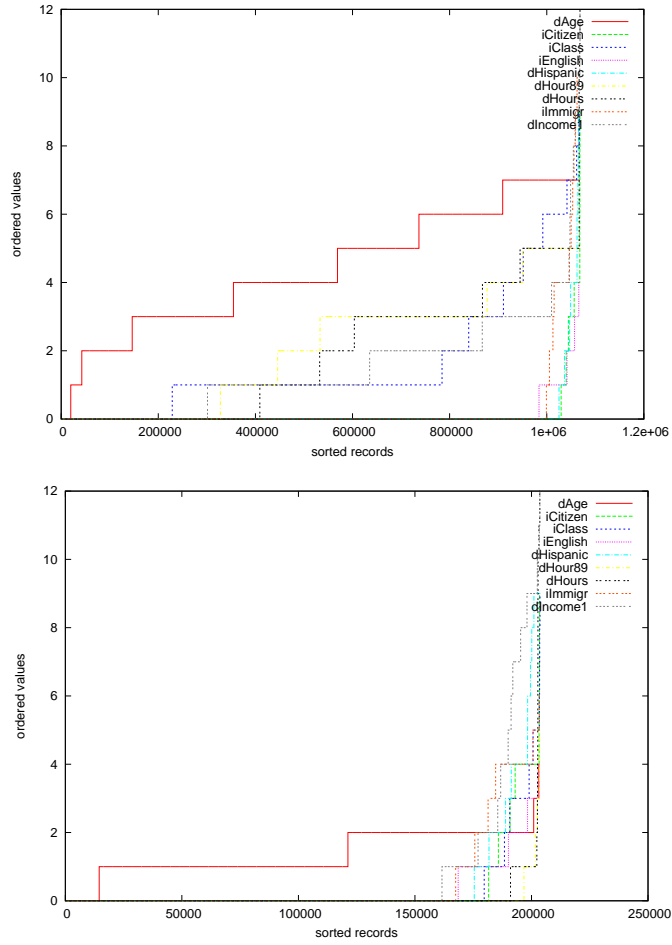 12
10
8
6
4
2
0
ordered values
0
200000
400000
600000
800000
1e+06
1.2e+06
sorted records
dAge
iCitizen
iClass
iEnglish
dHispanic
dHour89
dHours
iImmigr
dIncome1
12
10
8
6
4
2
0
ordered values
0
50000
100000
150000
200000
250000
sorted records
dAge
iCitizen
iClass
iEnglish
dHispanic
dHour89
dHours
iImmigr
dIncome1